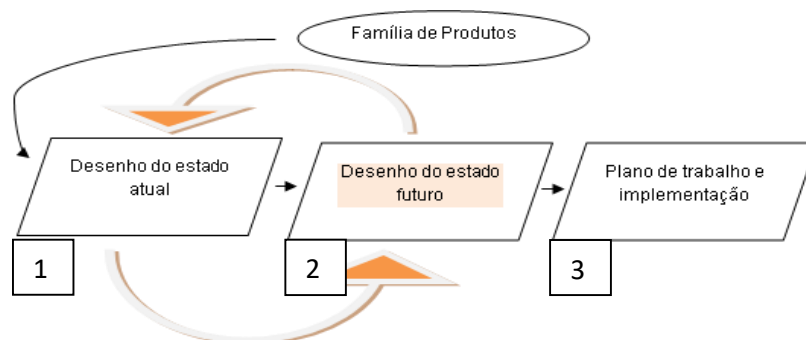 Família de Produtos
Desenho do estado
atual
Desenho do estado
futuro
Plano de trabalho e
implementação
1
2
3